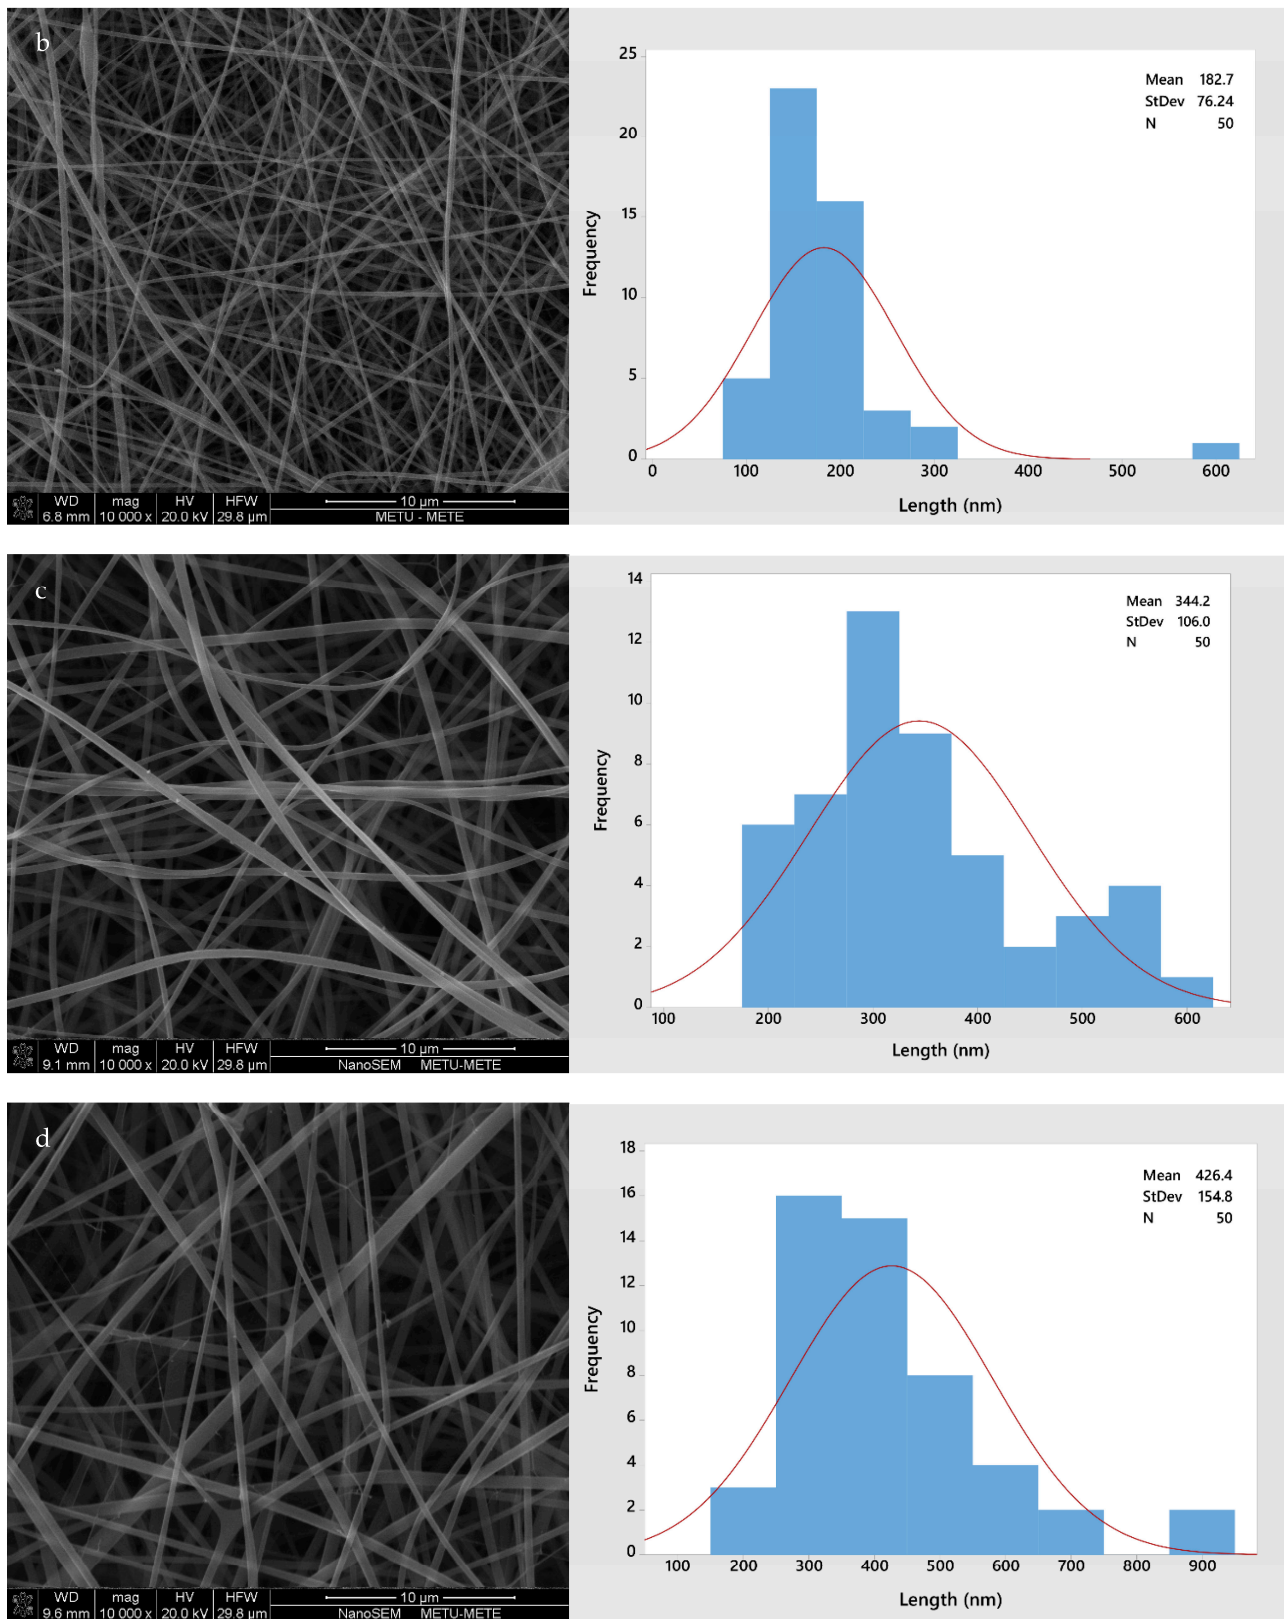 b
WD mag HV HFW 10 µm
6.8 mm 10 000 x 20.0 kV 29.8 µm METU - METE
25
20
15
10
5
0
Frequency
0 100 200 300 400 500 600
Length (nm)
Mean 182.7
StDev 76.24
N 50
c
WD mag HV HFW 10 µm
9.1 mm 10 000 x 20.0 kV 29.8 µm NanoSEM METU-METE
14
12
10
8
6
4
2
0
Frequency
100 200 300 400 500 600
Length (nm)
Mean 344.2
StDev 106.0
N 50
d
WD mag HV HFW 10 µm
9.6 mm 10 000 x 20.0 kV 29.8 µm NanoSEM METU-METE
18
16
14
12
10
8
6
4
2
0
Frequency
100 200 300 400 500 600 700 800 900
Length (nm)
Mean 426.4
StDev 154.8
N 50